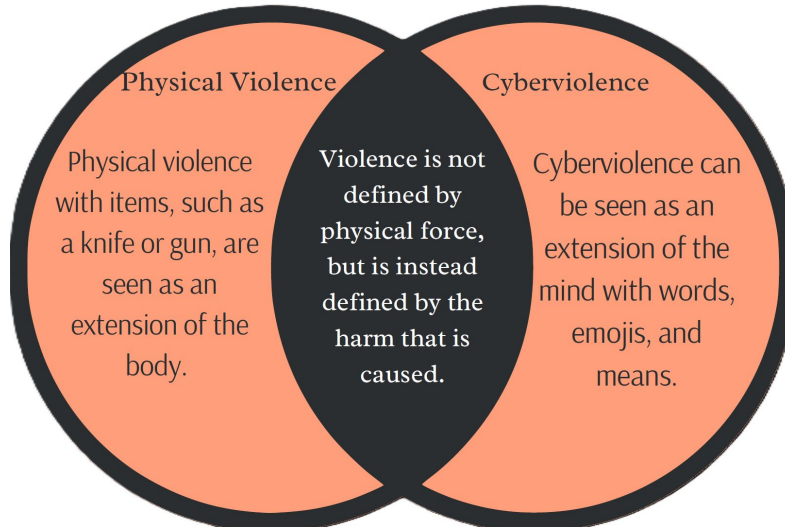 Physical Violence
Physical violence
with items, such as
a knife or gun, are
seen as an
extension of the
body.
Violence is not
defined by
physical force,
but is instead
defined by the
harm that is
caused.
Cyberviolence
Cyberviolence can
be seen as an
extension of the
mind with words,
emojis, and
means.